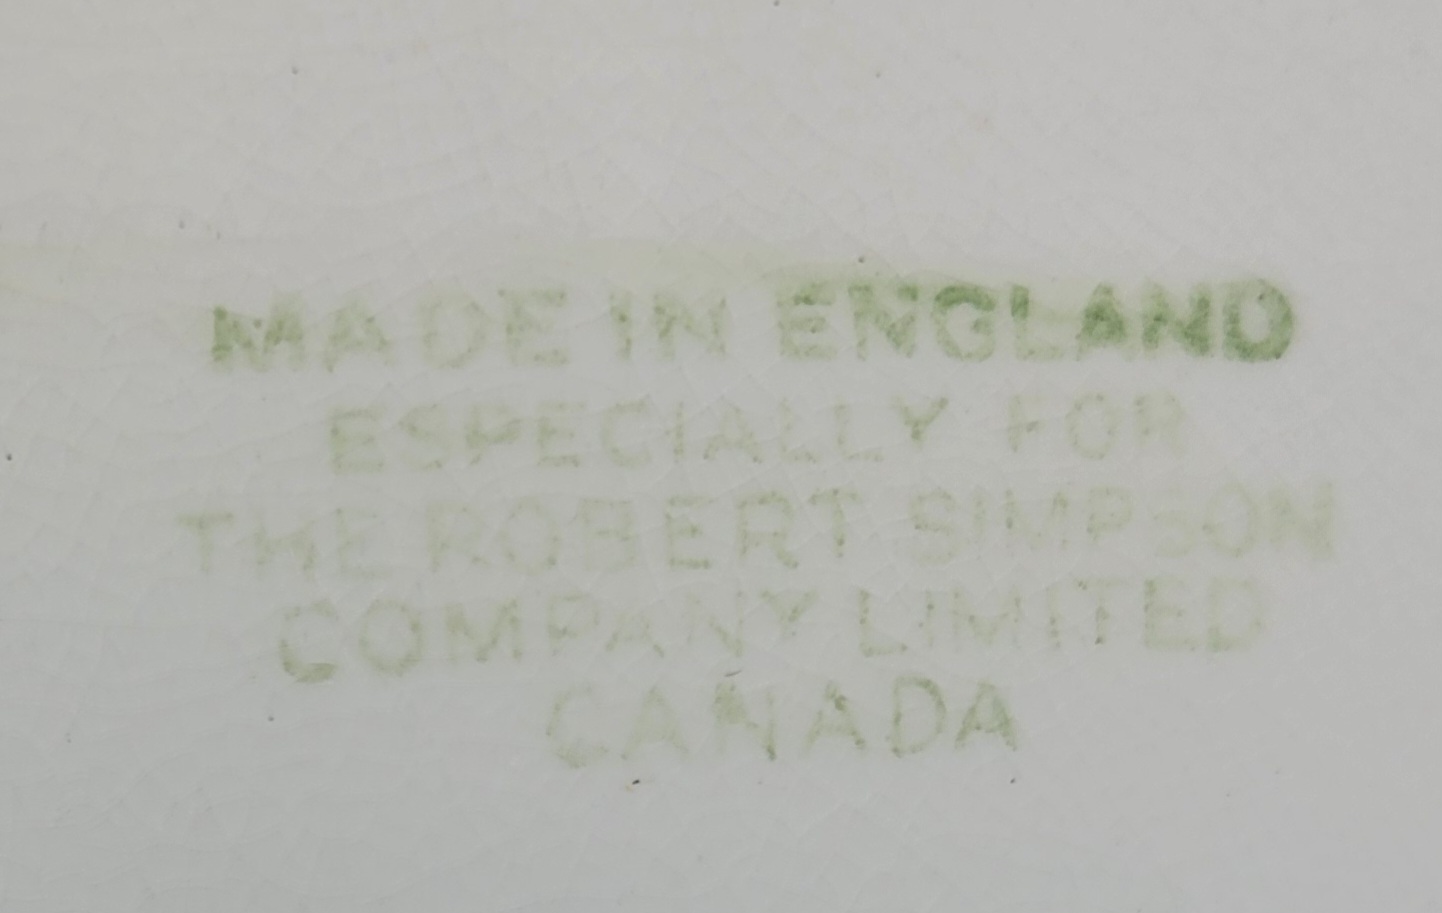 MADE IN ENGLAND
ESPECIALLY FOR
THE ROBERT SIMPSON
COMPANY LIMITED
CANADA